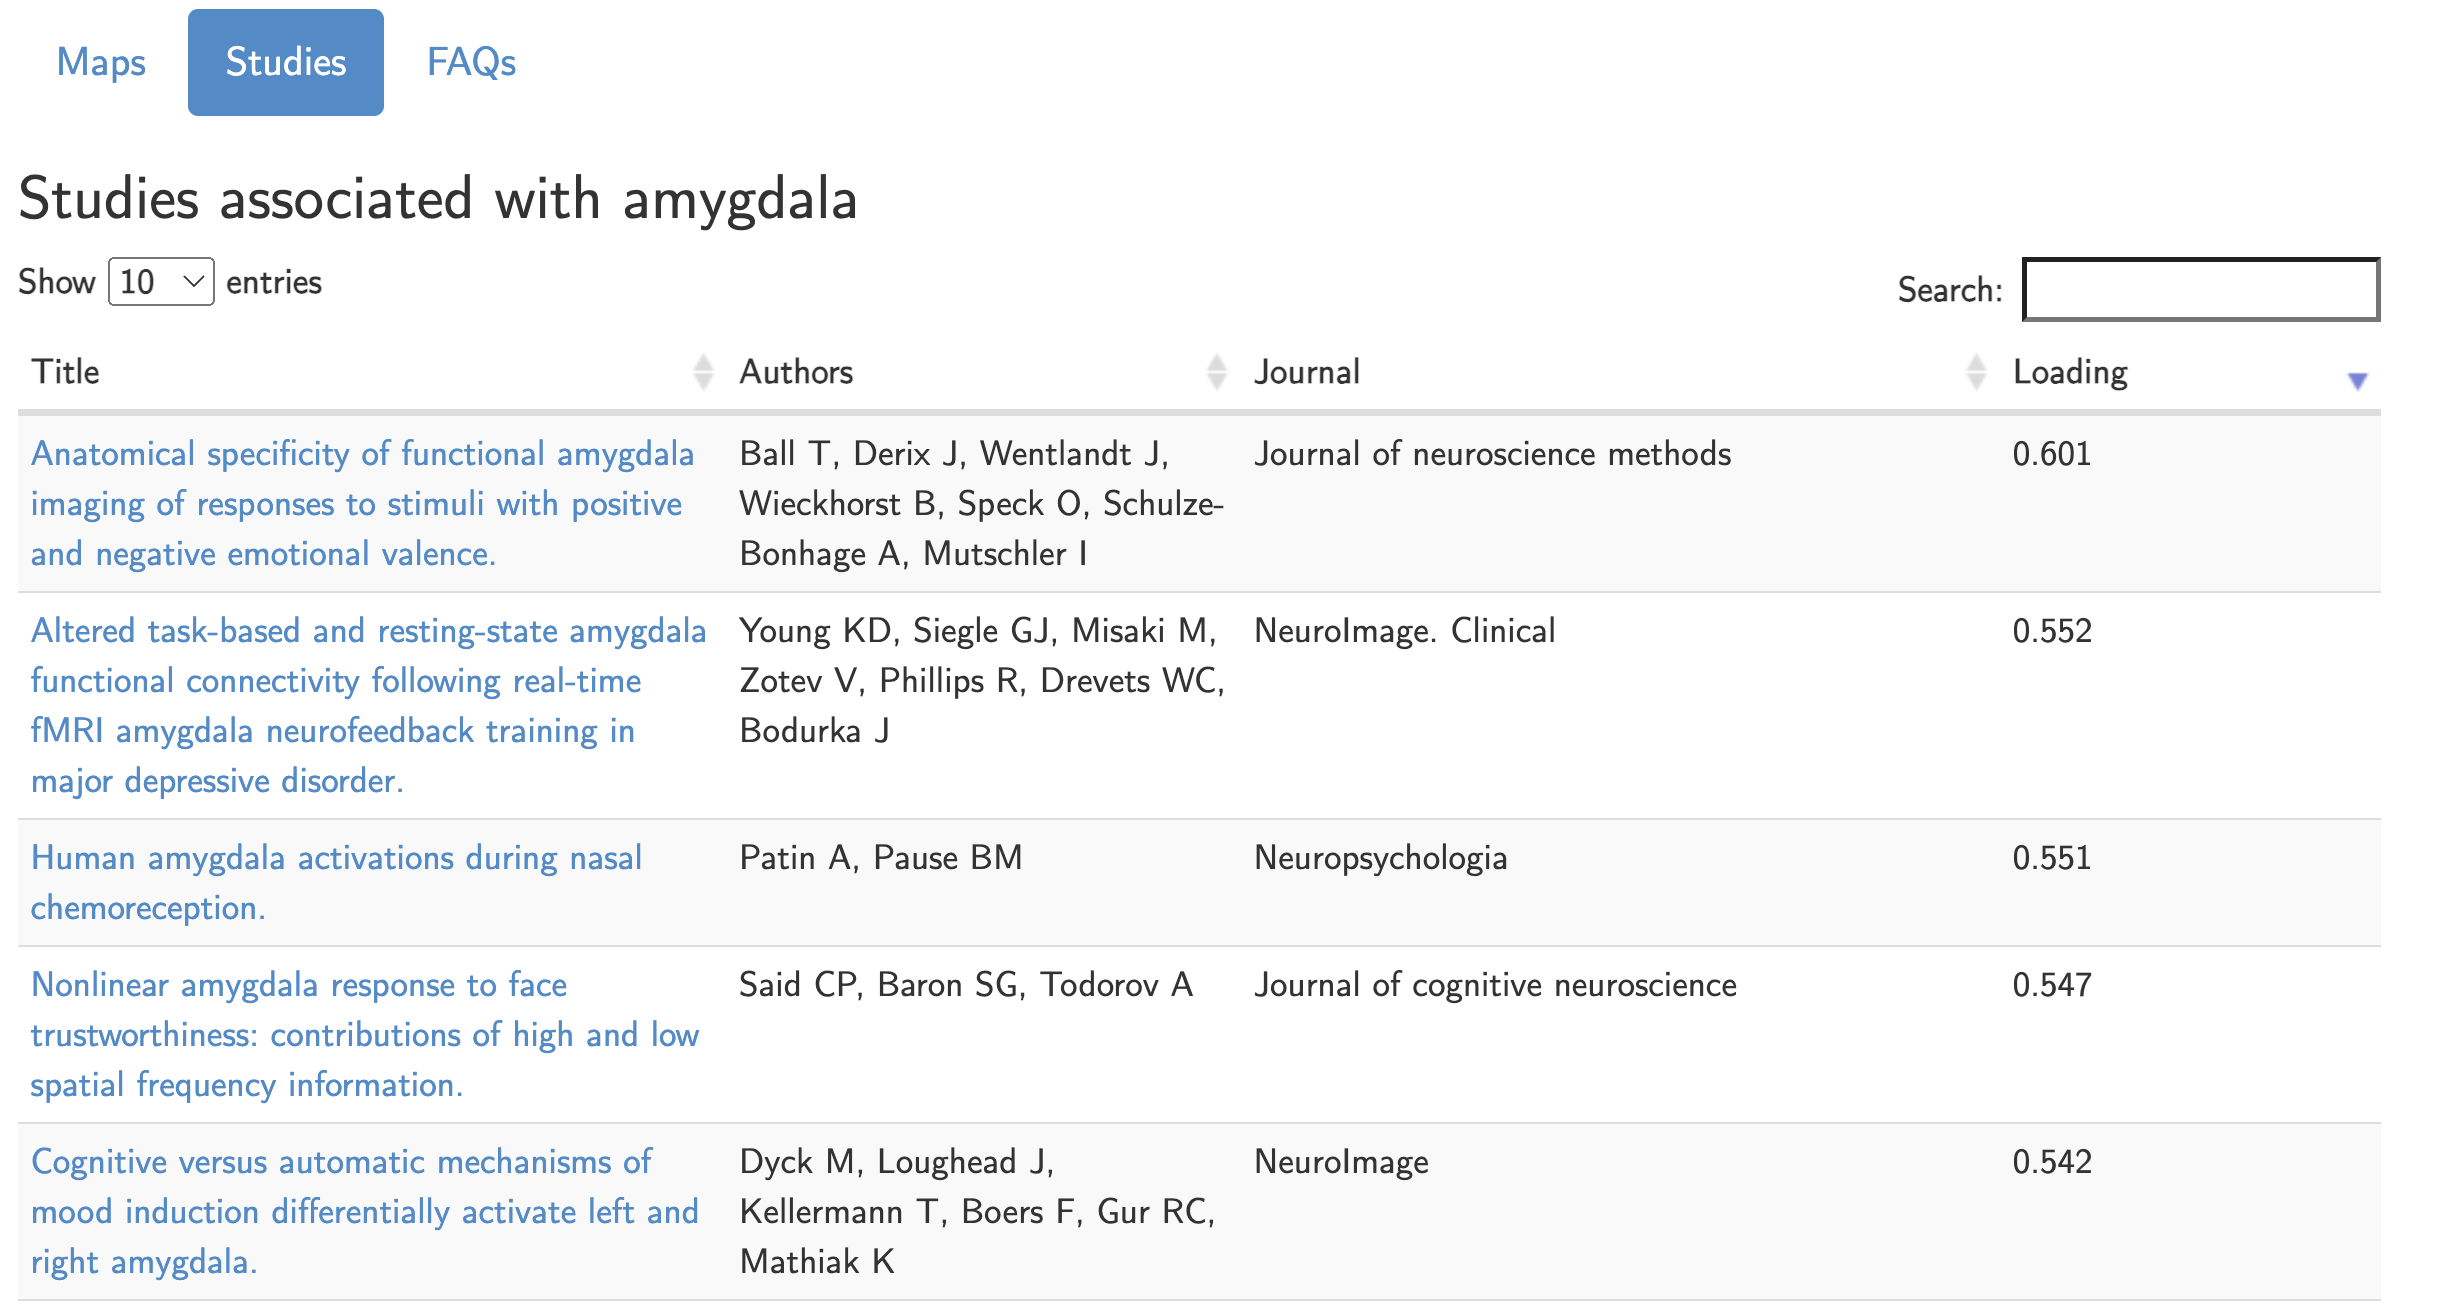 Maps Studies FAQs
Studies associated with amygdala
Show 10 entries Search:
Title Authors Journal Loading
Anatomical specificity of functional amygdala Ball T, Derix J, Wentlandt J, Journal of neuroscience methods 0.601
imaging of responses to stimuli with positive Wieckhorst B, Speck O, Schulze-
and negative emotional valence. Bonhage A, Mutschler I
Altered task-based and resting-state amygdala Young KD, Siegle GJ, Misaki M, NeuroImage. Clinical 0.552
functional connectivity following real-time Zotev V, Phillips R, Drevets WC,
fMRI amygdala neurofeedback training in Bodurka J
major depressive disorder.
Human amygdala activations during nasal Patin A, Pause BM Neuropsychologia 0.551
chemoreception.
Nonlinear amygdala response to face Said CP, Baron SG, Todorov A Journal of cognitive neuroscience 0.547
trustworthiness: contributions of high and low
spatial frequency information.
Cognitive versus automatic mechanisms of Dyck M, Loughead J, NeuroImage 0.542
mood induction differentially activate left and Kellermann T, Boers F, Gur RC,
right amygdala. Mathiak K